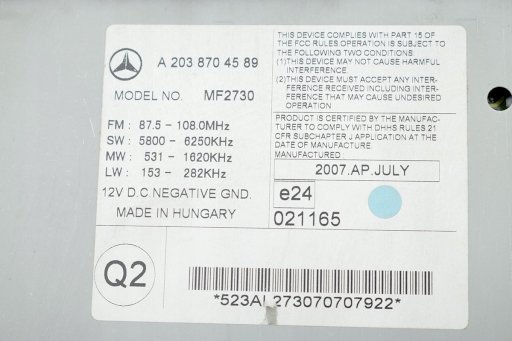 A 203 870 45 89
MODEL NO. MF2730
FM : 87.5 - 108.0MHz
SW : 5800 - 6250KHz
MW : 531 - 1620KHz
LW : 153 - 282KHz
12V D.C.NEGATIVE GND.
MADE IN HUNGARY
THIS DEVICE COMPLIES WITH PART 15 OF
THE FCC RULES.OPERATION IS SUBJECT TO
THE FOLLOWING TWO CONDITIONS:
(1)THIS DEVICE MAY NOT CAUSE HARMFUL
INTERFERENCE.
(2)THIS DEVICE MUST ACCEPT ANY INTER-
FERENCE RECEIVED INCLUDING INTER-
FERENCE THAT MAY CAUSE UNDESIRED
OPERATION
PRODUCT IS CERTIFIED BY THE MANUFAC-
TURER TO COMPLY WITH DHHS RULES 21
CFR SUBCHAPTER J APPLICATION AT THE
DATE OF MANUFACTURE.
MANUFACTURED :
2007.AP.JULY
e24
021165
Q2
*523AL273070707922*